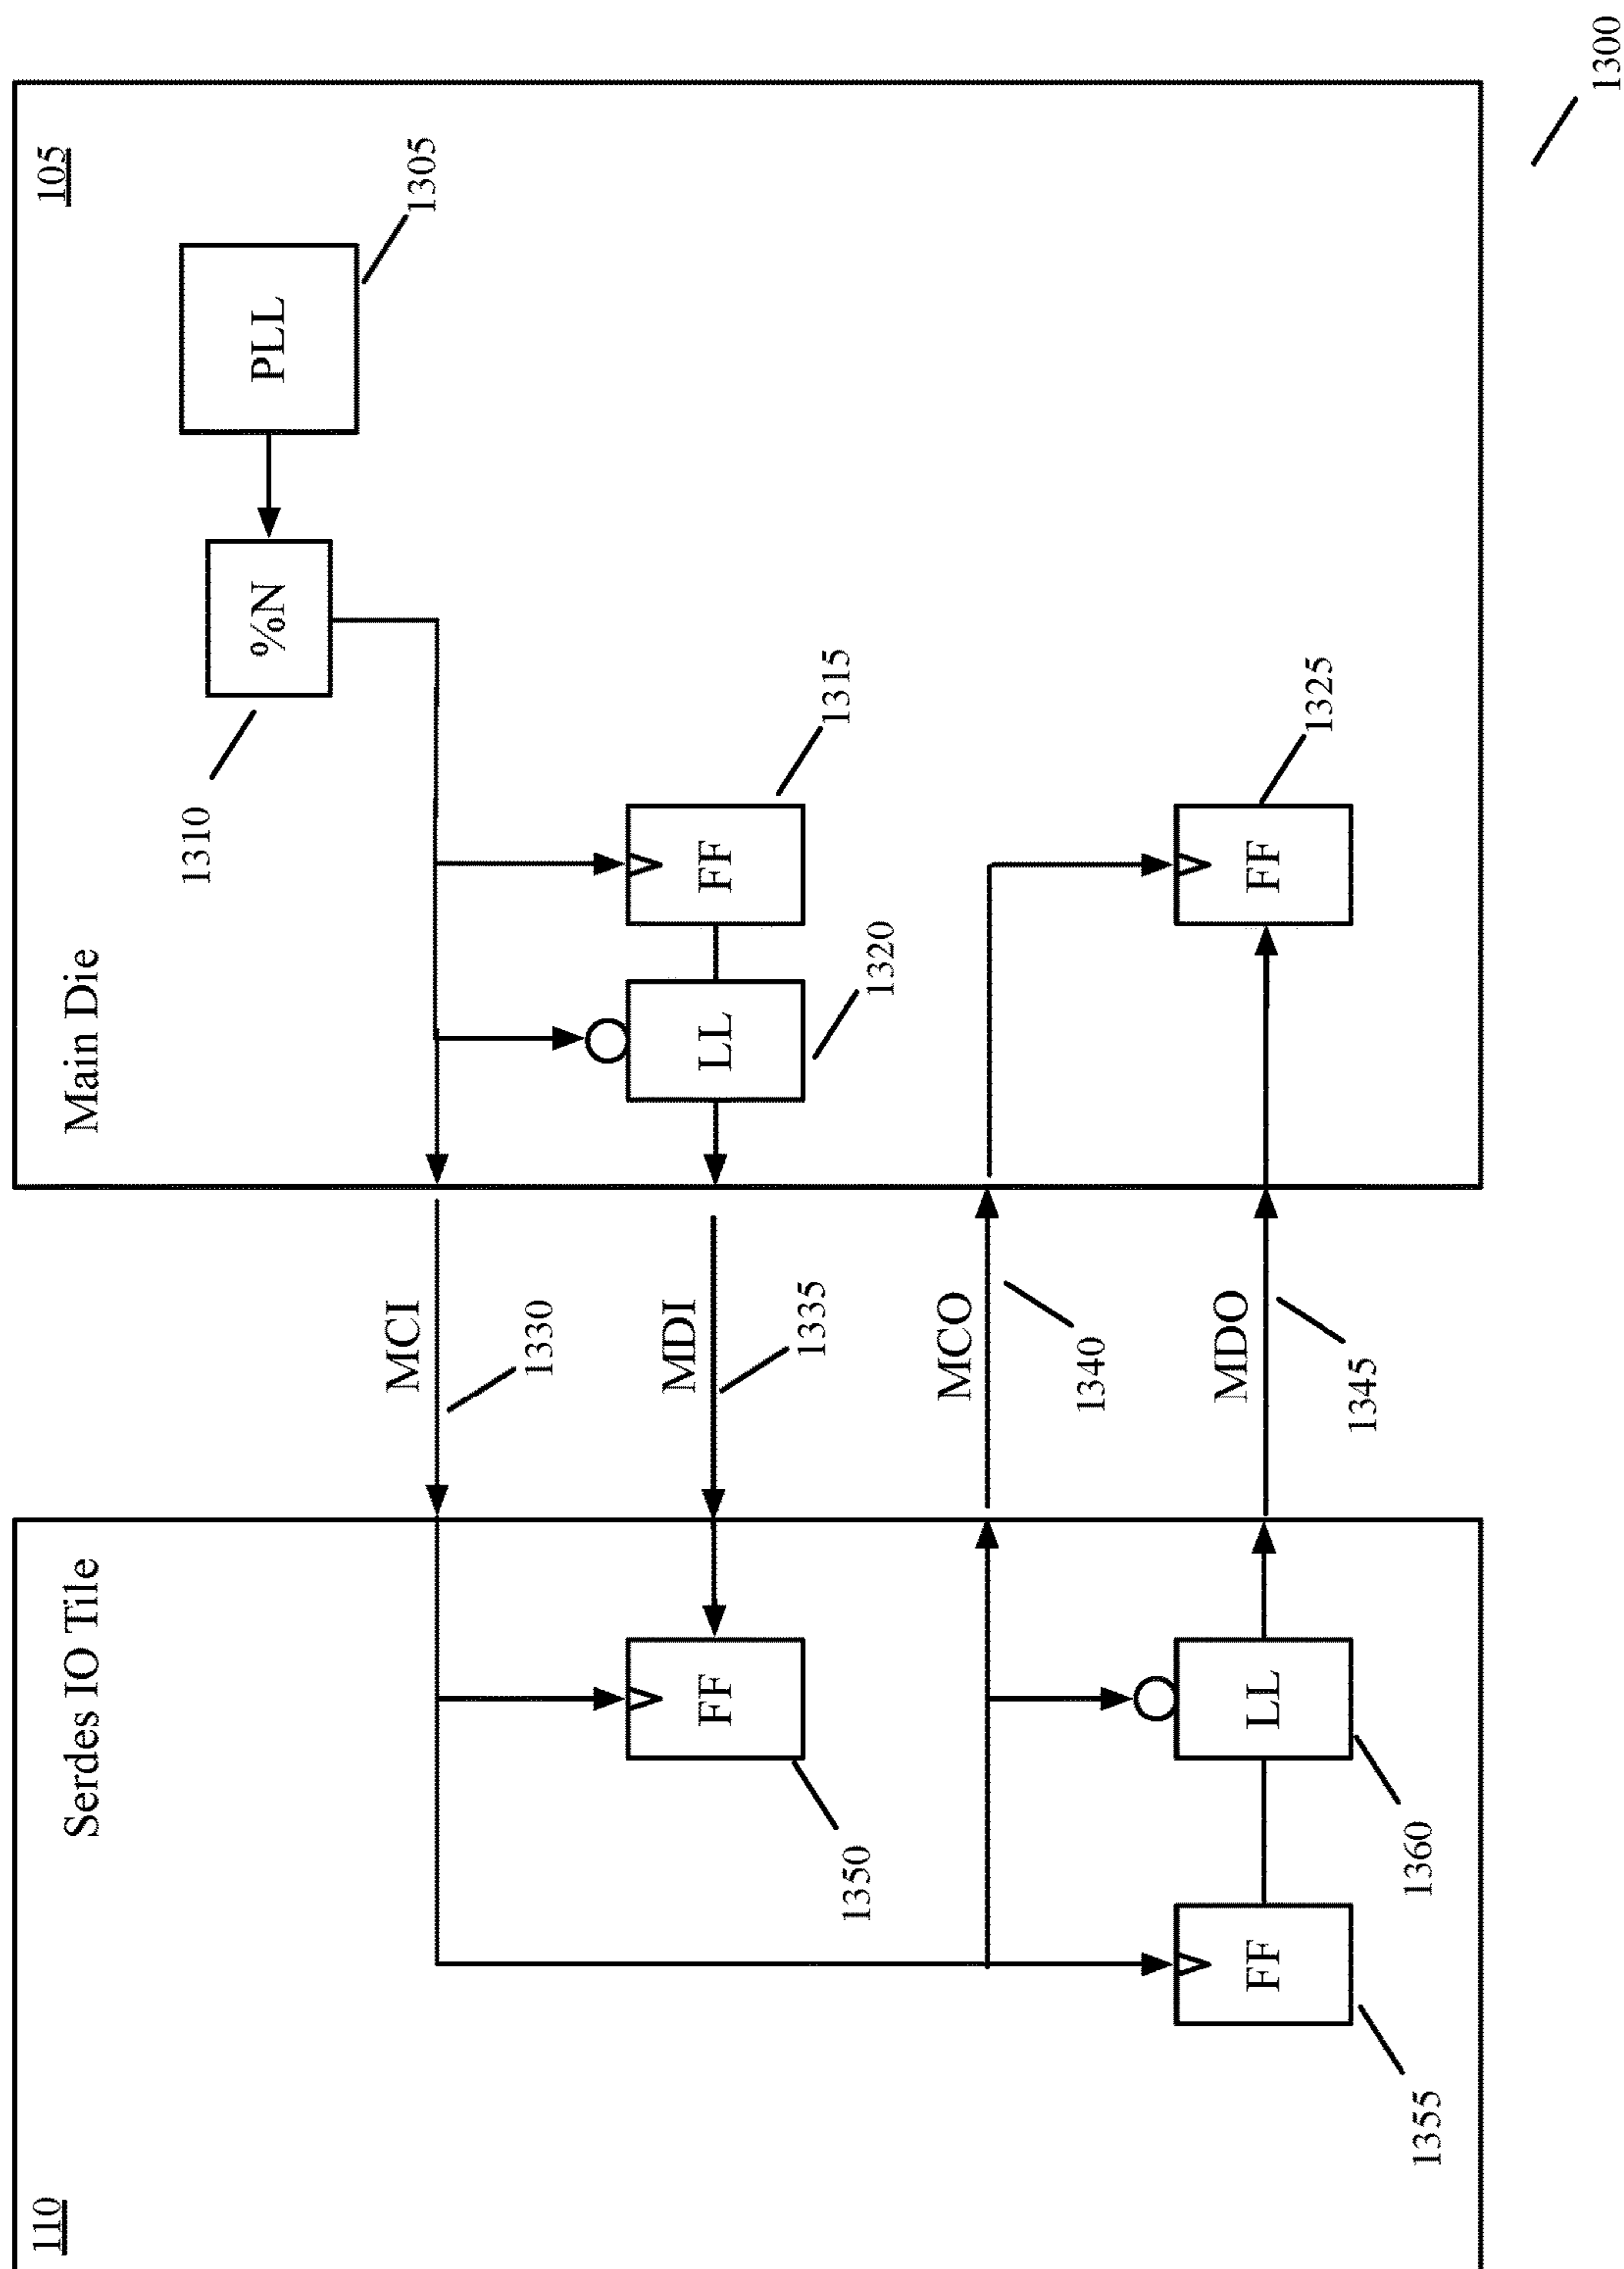 110
Serdes IO Tile
Main Die
105
1310
%N
PLL
1305
MCI
1330
FF
1350
MDI
1335
LL
1320
FF
1315
MCO
1340
FF
1355
LL
1360
MDO
1345
FF
1325
1300